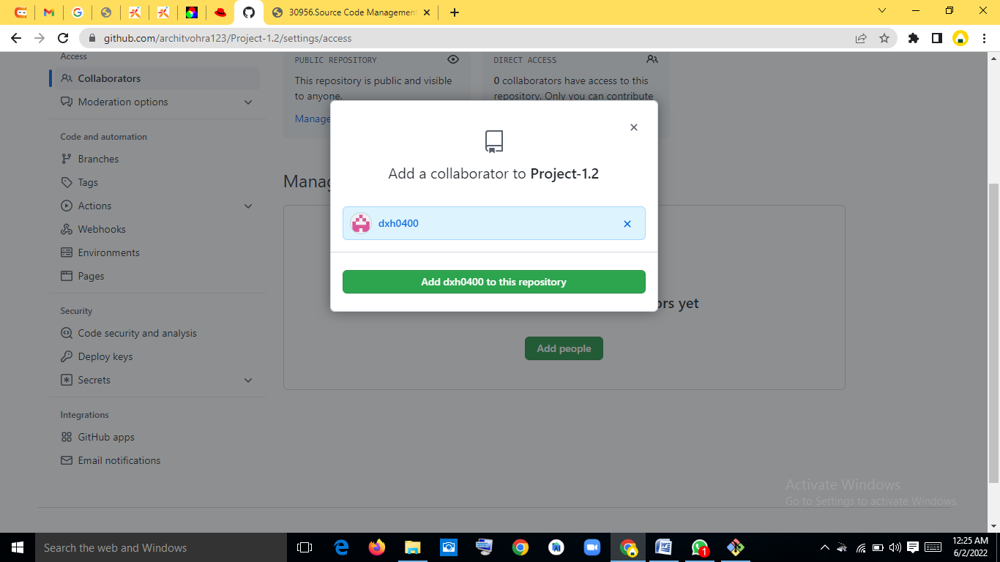 30956.Source Code Management
github.com/architvohra123/Project-1.2/settings/access
Access
Collaborators
Moderation options
Code and automation
Branches
Tags
Actions
Webhooks
Environments
Pages
Security
Code security and analysis
Deploy keys
Secrets
Integrations
GitHub apps
Email notifications
PUBLIC REPOSITORY
This repository is public and visible
to anyone.
Manage
DIRECT ACCESS
0 collaborators have access to this
repository. Only you can contribute
Manag
Add a collaborator to Project-1.2
dxh0400
Add dxh0400 to this repository
ors yet
Add people
Activate Windows
Go to Settings to activate Windows.
Search the web and Windows
1
12:25 AM
6/2/2022